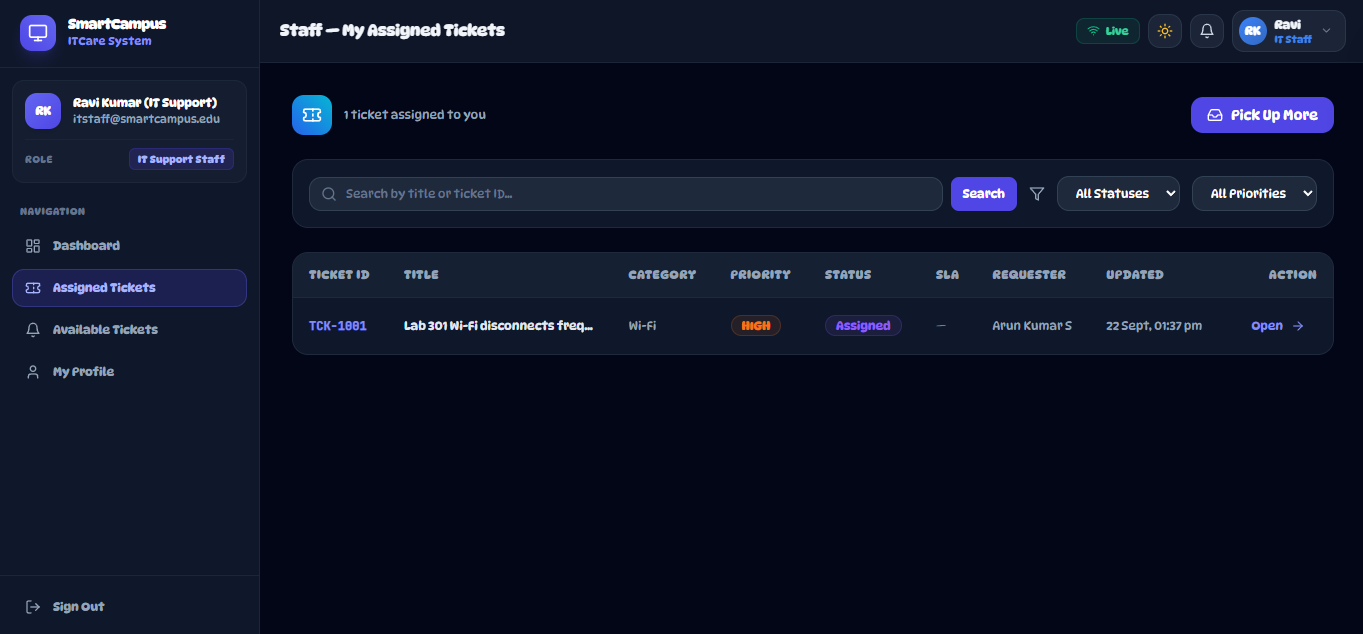 SmartCampus
ITCare System
RK
Ravi Kumar (IT Support)
itstaff@smartcampus.edu
ROLE
IT Support Staff
NAVIGATION
Dashboard
Assigned Tickets
Available Tickets
My Profile
Sign Out
Staff — My Assigned Tickets
Live
RK
Ravi
IT Staff
1 ticket assigned to you
Pick Up More
Search by title or ticket ID...
Search
All Statuses
All Priorities
TICKET ID TITLE CATEGORY PRIORITY STATUS SLA REQUESTER UPDATED ACTION
TCK-1001 Lab 301 Wi-Fi disconnects freq... Wi-Fi HIGH Assigned — Arun Kumar S 22 Sept, 01:37 pm Open →